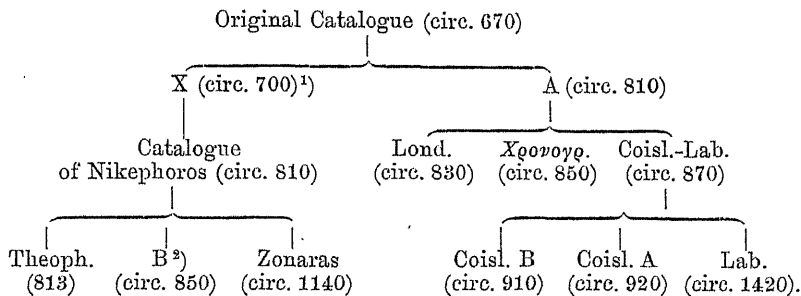 Original Catalogue (circ. 670)
X (circ. 700)¹)
A (circ. 810)
Catalogue
of Nikephoros (circ. 810)
Lond.
(circ. 830)
Χρονογρ.
(circ. 850)
Coisl.-Lab.
(circ. 870)
Theoph.
(813)
B²)
(circ. 850)
Zonaras
(circ. 1140)
Coisl. B
(circ. 910)
Coisl. A
(circ. 920)
Lab.
(circ. 1420).